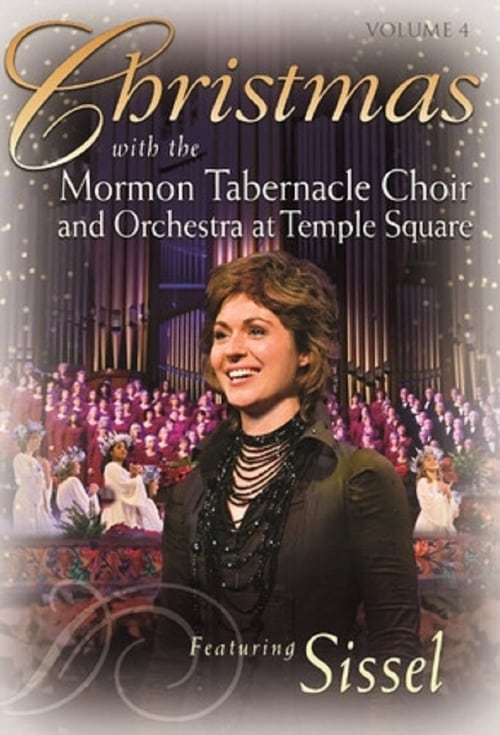 VOLUME 4
Christmas
with the
Mormon Tabernacle Choir
and Orchestra at Temple Square
Featuring Sissel